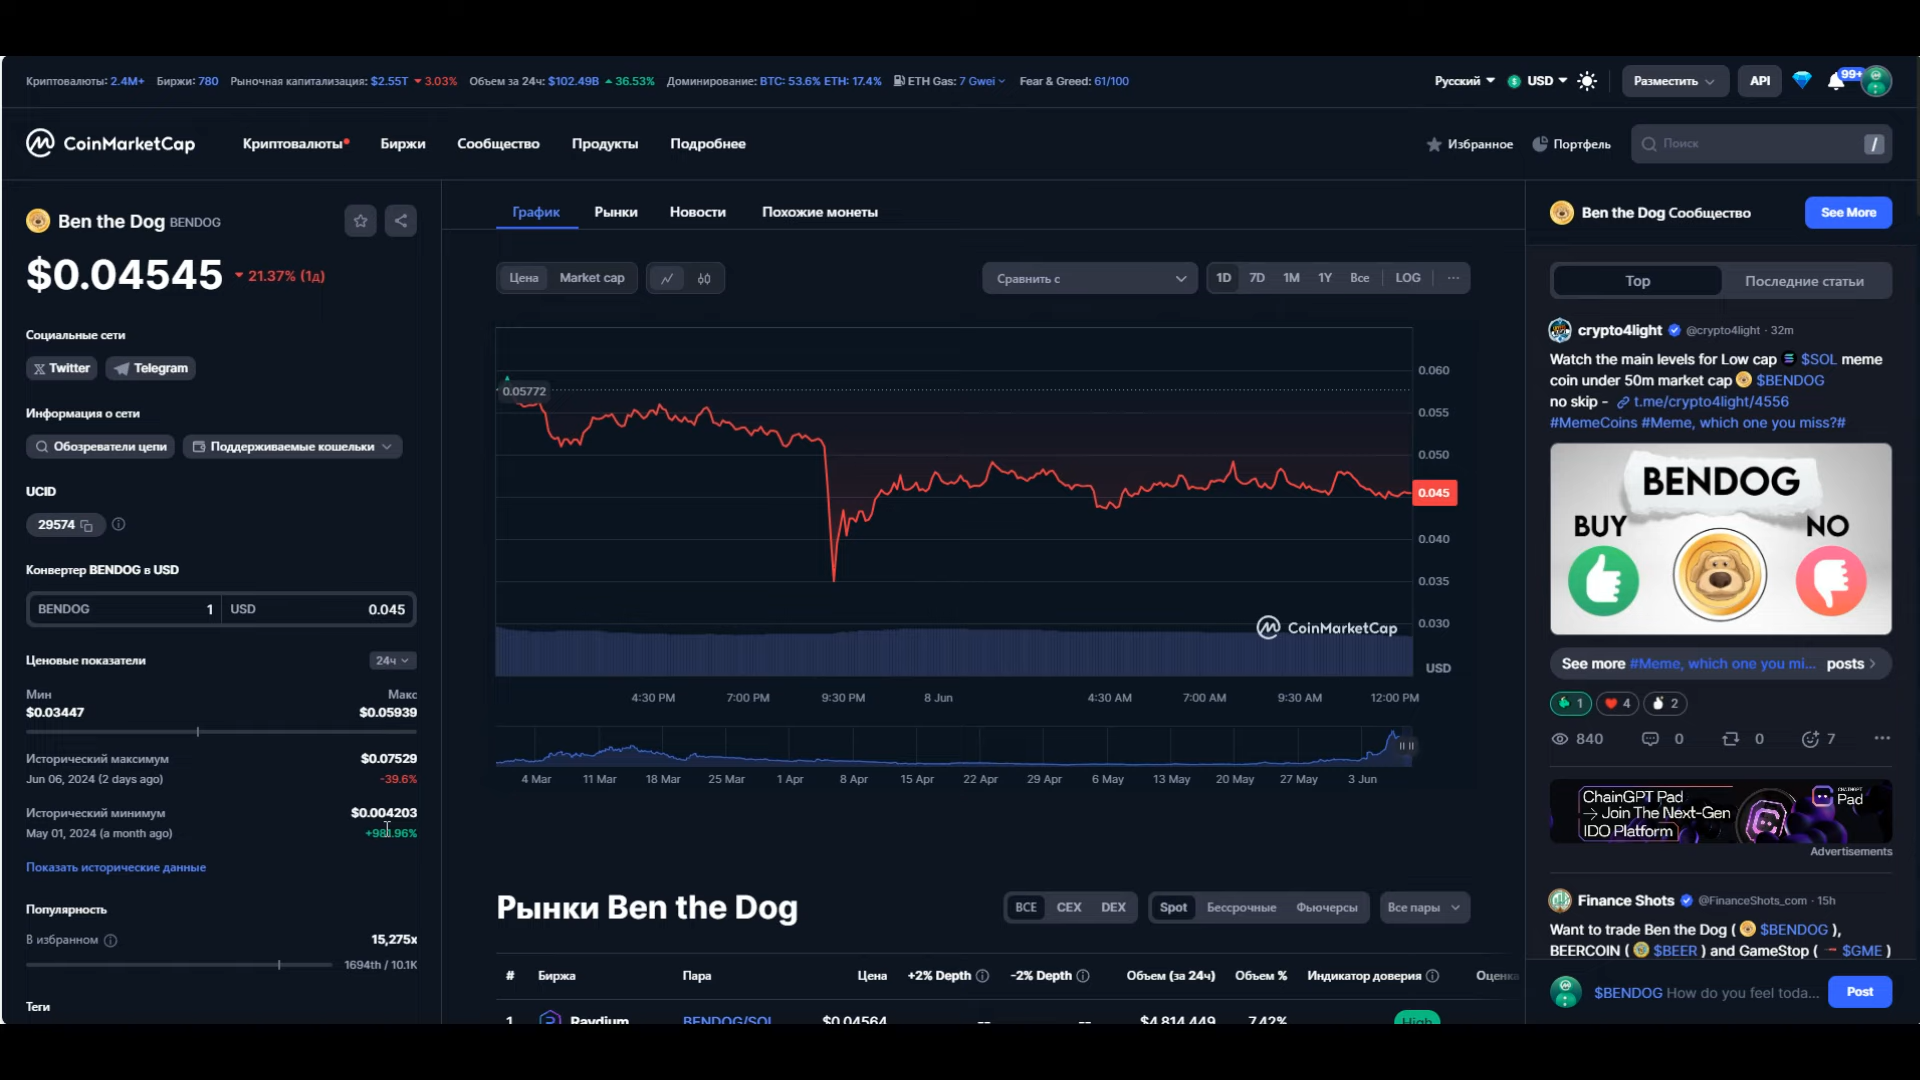 Криптовалюты: 2.4M+ Биржи: 780 Рыночная капитализация: $2.55T 3.03% Объем за 24ч: $102.49B 36.53% Доминирование: BTC: 53.6% ETH: 17.4% ETH Gas: 7 Gwei Fear & Greed: 61/100
Русский USD Разместить API 99+
CoinMarketCap Криптовалюты Биржи Сообщество Продукты Подробнее Избранное Портфель Поиск /
Ben the Dog BENDOG
$0.04545 21.37% (1д)
Социальные сети
Twitter Telegram
Информация о сети
Обозреватели цепи Поддерживаемые кошельки
UCID
29574
Конвертер BENDOG в USD
BENDOG 1 USD 0.045
Ценовые показатели 24ч
Мин Макс
$0.03447 $0.05939
Исторический максимум $0.07529
Jun 06, 2024 (2 days ago) -39.6%
Исторический минимум $0.004203
May 01, 2024 (a month ago)
Показать исторические данные
Популярность
В избранном 15,275x
1694th / 10.1K
Теги
График Рынки Новости Похожие монеты
Цена Market cap Сравнить с 1D 7D 1M 1Y Все LOG ...
0.05772
0.060
0.055
0.050
0.045
0.040
0.035
0.030
CoinMarketCap
USD
4:30 PM 7:00 PM 9:30 PM 8 Jun 4:30 AM 7:00 AM 9:30 AM 12:00 PM
4 Mar 11 Mar 18 Mar 25 Mar 1 Apr 8 Apr 15 Apr 22 Apr 29 Apr 6 May 13 May 20 May 27 May 3 Jun
Рынки Ben the Dog ВСЕ CEX DEX Spot Бессрочные Фьючерсы Все пары
# Биржа Пара Цена +2% Depth -2% Depth Объем (за 24ч) Объем % Индикатор доверия Оценка
1 Raydium BENDOG/SOL $0.04564 -- -- $4,814,449 7.42% High
Ben the Dog Сообщество See More
Top Последние статьи
crypto4light @crypto4light · 32m
Watch the main levels for Low cap $SOL meme
coin under 50m market cap $BENDOG
no skip - t.me/crypto4light/4556
#MemeCoins #Meme, which one you miss?#
BENDOG
BUY NO
See more #Meme, which one you mi... posts
1 4 2
840 0 0 7 ...
ChainGPT Pad
→ Join The Next-Gen
IDO Platform
Pad
Advertisements
Finance Shots @FinanceShots_com · 15h
Want to trade Ben the Dog ( $BENDOG ),
BEERCOIN ( $BEER ) and GameStop ( $GME )
$BENDOG How do you feel toda... Post